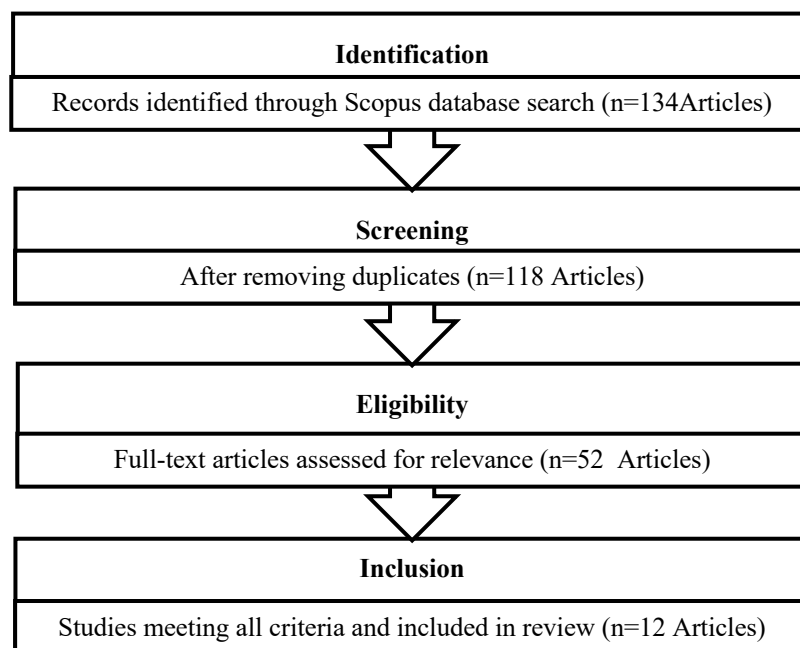 Identification
Records identified through Scopus database search (n=134Articles)
Screening
After removing duplicates (n=118 Articles)
Eligibility
Full-text articles assessed for relevance (n=52  Articles)
Inclusion
Studies meeting all criteria and included in review (n=12 Articles)